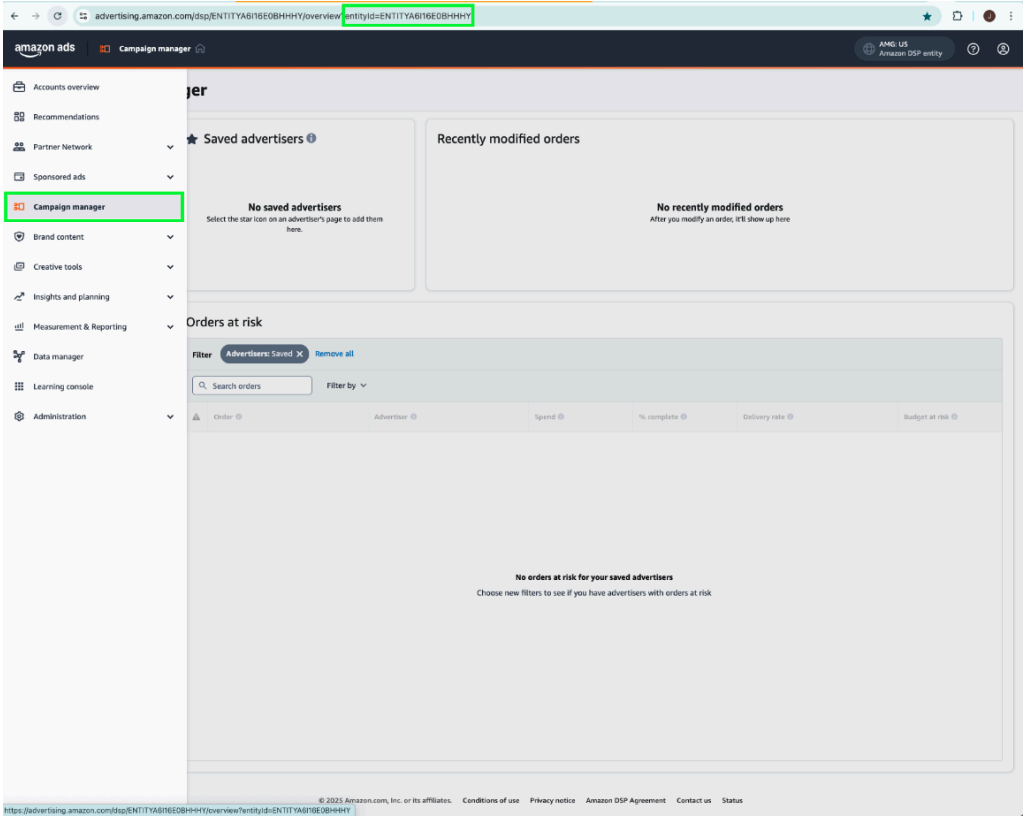 advertising.amazon.com/dsp/ENTITYA6I16E0BHHHY/overview?entityId=ENTITYA6I16E0BHHHY
J
amazon ads
Campaign manager
AMG: US
Amazon DSP entity
Accounts overview
Recommendations
Partner Network
Sponsored ads
Campaign manager
Brand content
Creative tools
Insights and planning
Measurement & Reporting
Data manager
Learning console
Administration
ger
Saved advertisers
No saved advertisers
Select the star icon on an advertiser's page to add them
here.
Recently modified orders
No recently modified orders
After you modify an order, it'll show up here
Orders at risk
Filter Advertisers: Saved Remove all
Search orders Filter by
Order Advertiser Spend % complete Delivery rate Budget at risk
No orders at risk for your saved advertisers
Choose new filters to see if you have advertisers with orders at risk
© 2025 Amazon.com, Inc. or its affiliates. Conditions of use Privacy notice Amazon DSP Agreement Contact us Status
https://advertising.amazon.com/dsp/ENTITYA6I16E0BHHHY/overview?entityId=ENTITYA6I16E0BHHHY